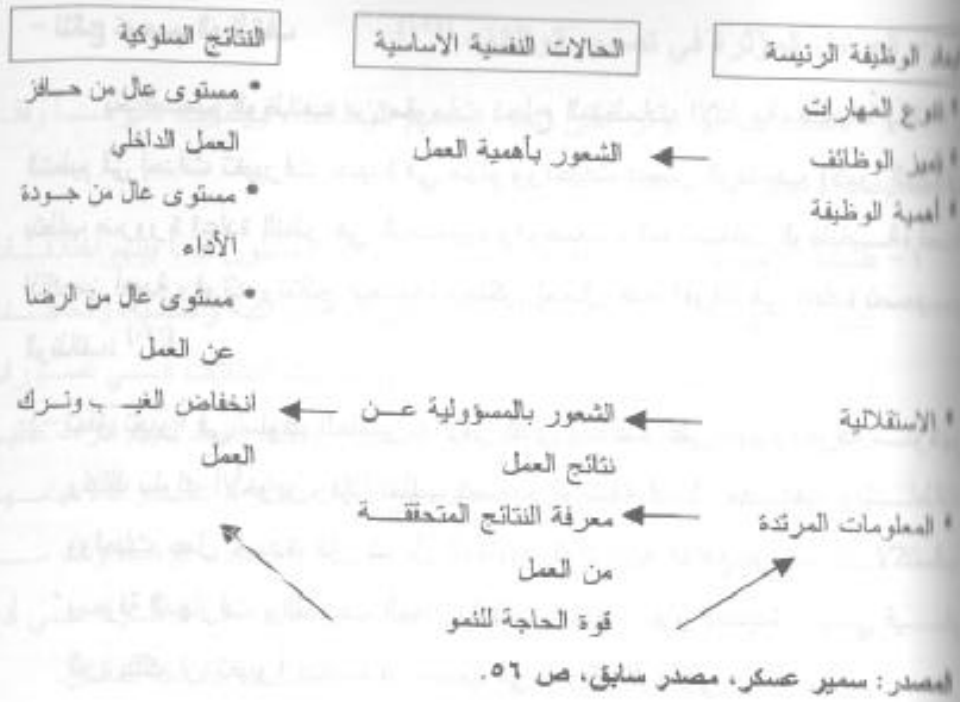 الوظيفة الرئيسة
الحالات النفسية الاساسية
النتائج السلوكية
تنوع المهارات
تميز الوظائف
أهمية الوظيفة
الشعور بأهمية العمل
• مستوى عال من حافز
العمل الداخلي
• مستوى عال من جودة
الأداء
• مستوى عال من الرضا
عن العمل
الاستقلالية
الشعور بالمسؤولية عن
نتائج العمل
انخفاض وترك
العمل
المعلومات المرتدة
معرفة النتائج المتحققة
من العمل
قوة الحاجة للنمو
المصدر: سمير عسكر، مصدر سابق، ص ٥٦.